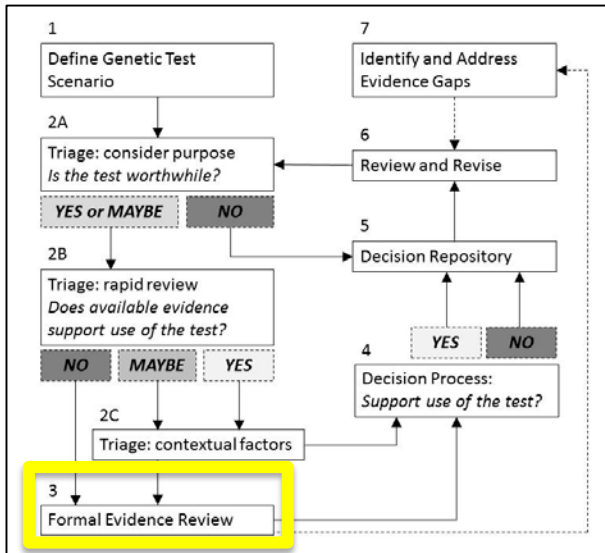 1
Define Genetic Test
Scenario
2A
Triage: consider purpose
Is the test worthwhile?
YES or MAYBE
NO
2B
Triage: rapid review
Does available evidence
support use of the test?
NO
MAYBE
YES
2C
Triage: contextual factors
3
Formal Evidence Review
7
Identify and Address
Evidence Gaps
6
Review and Revise
5
Decision Repository
YES
NO
4
Decision Process:
Support use of the test?